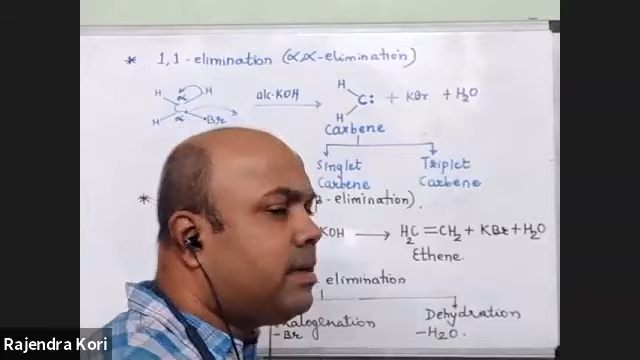 * 1,1-elimination (α,α-elimination)
H α H
C
H α Br
alc·KOH
H
C: + KBr + H₂O
H
Carbene
Singlet Carbene
Triplet Carbene
* -elimination).
KOH → H₂C=CH₂ + KBr + H₂O
Ethene
elimination
halogenation
-Br
Dehydration
-H₂O.
Rajendra Kori